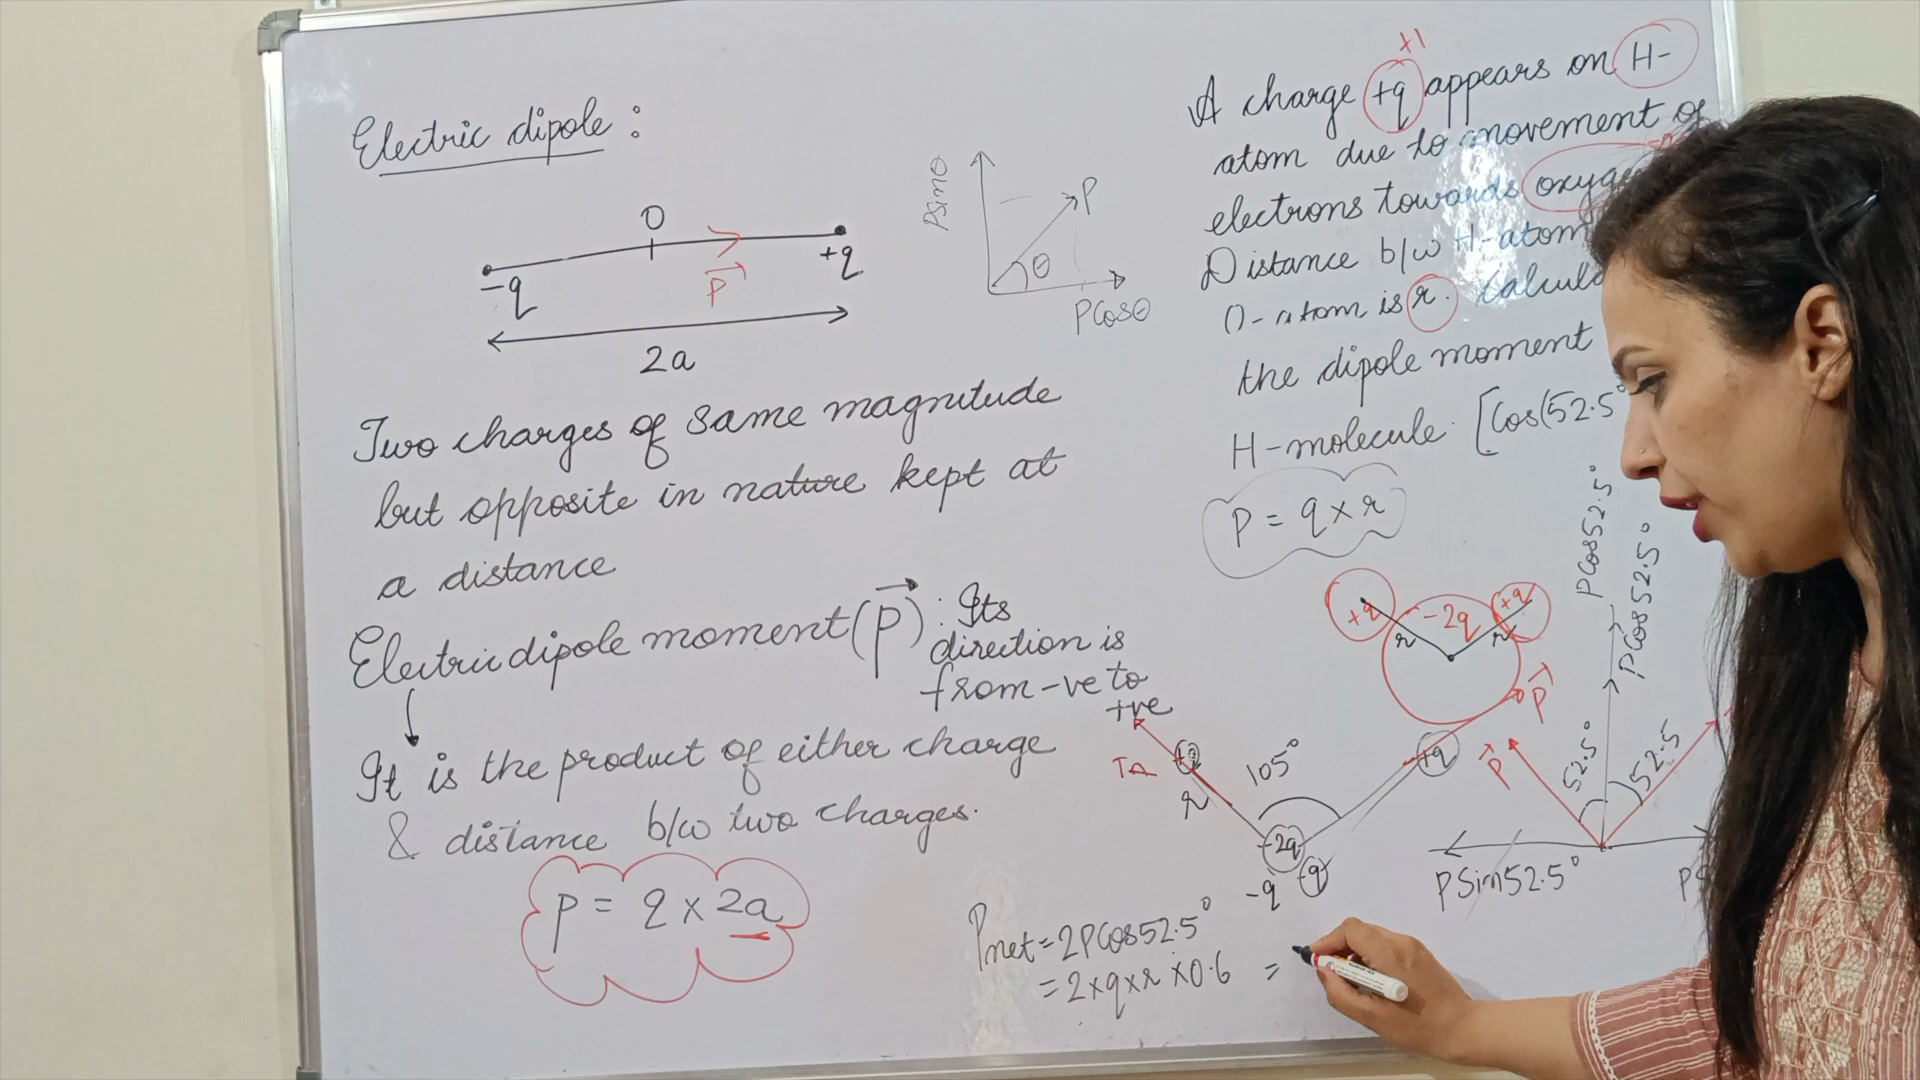 Electric dipole :
O
-q
+q
P
2a
Two charges of same magnitude
but opposite in nature kept at
a distance
Electric dipole moment (P) : Its
direction is
from -ve to
+ve
It is the product of either charge
& distance b/w two charges.
p = q × 2a
Psinθ
P
θ
PCosθ
+1
A charge +q appears on H-
atom due to movement of
electrons towards
Distance b/w H-atom
O-atom is r.
the dipole moment
H-molecule. [Cos(52.5°
P = q × r
+q
-2q
+q
r
r
P
+q
r
105°
+q
-2q
-q
-q
PCos52.5°
PCos52.5°
P
52.5°
52.5
PSin52.5°
PS
Pnet = 2PCos52.5°
= 2×q×r×0.6 =